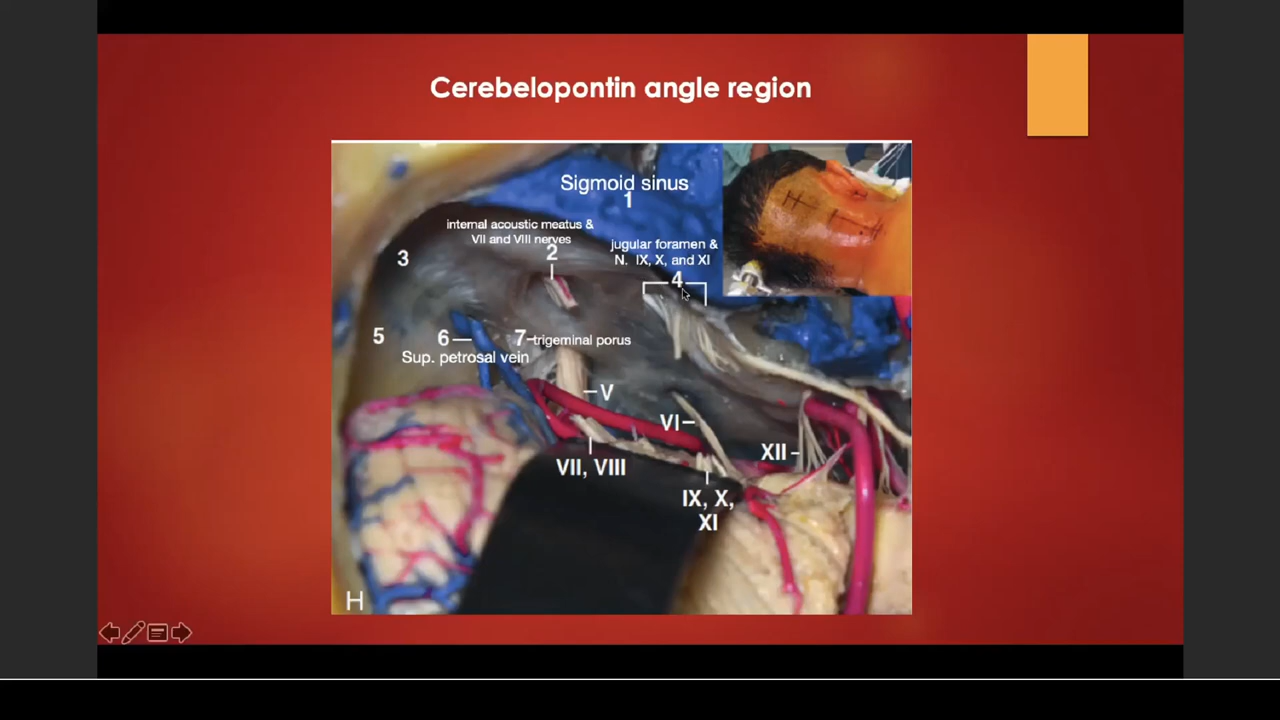 Cerebelopontin angle region
Sigmoid sinus
1
internal acoustic meatus &
VII and VIII nerves
2
jugular foramen &
N. IX, X, and XI
4
3
5
6
Sup. petrosal vein
7 trigeminal porus
V
VI
VII, VIII
XII
IX, X,
XI
H